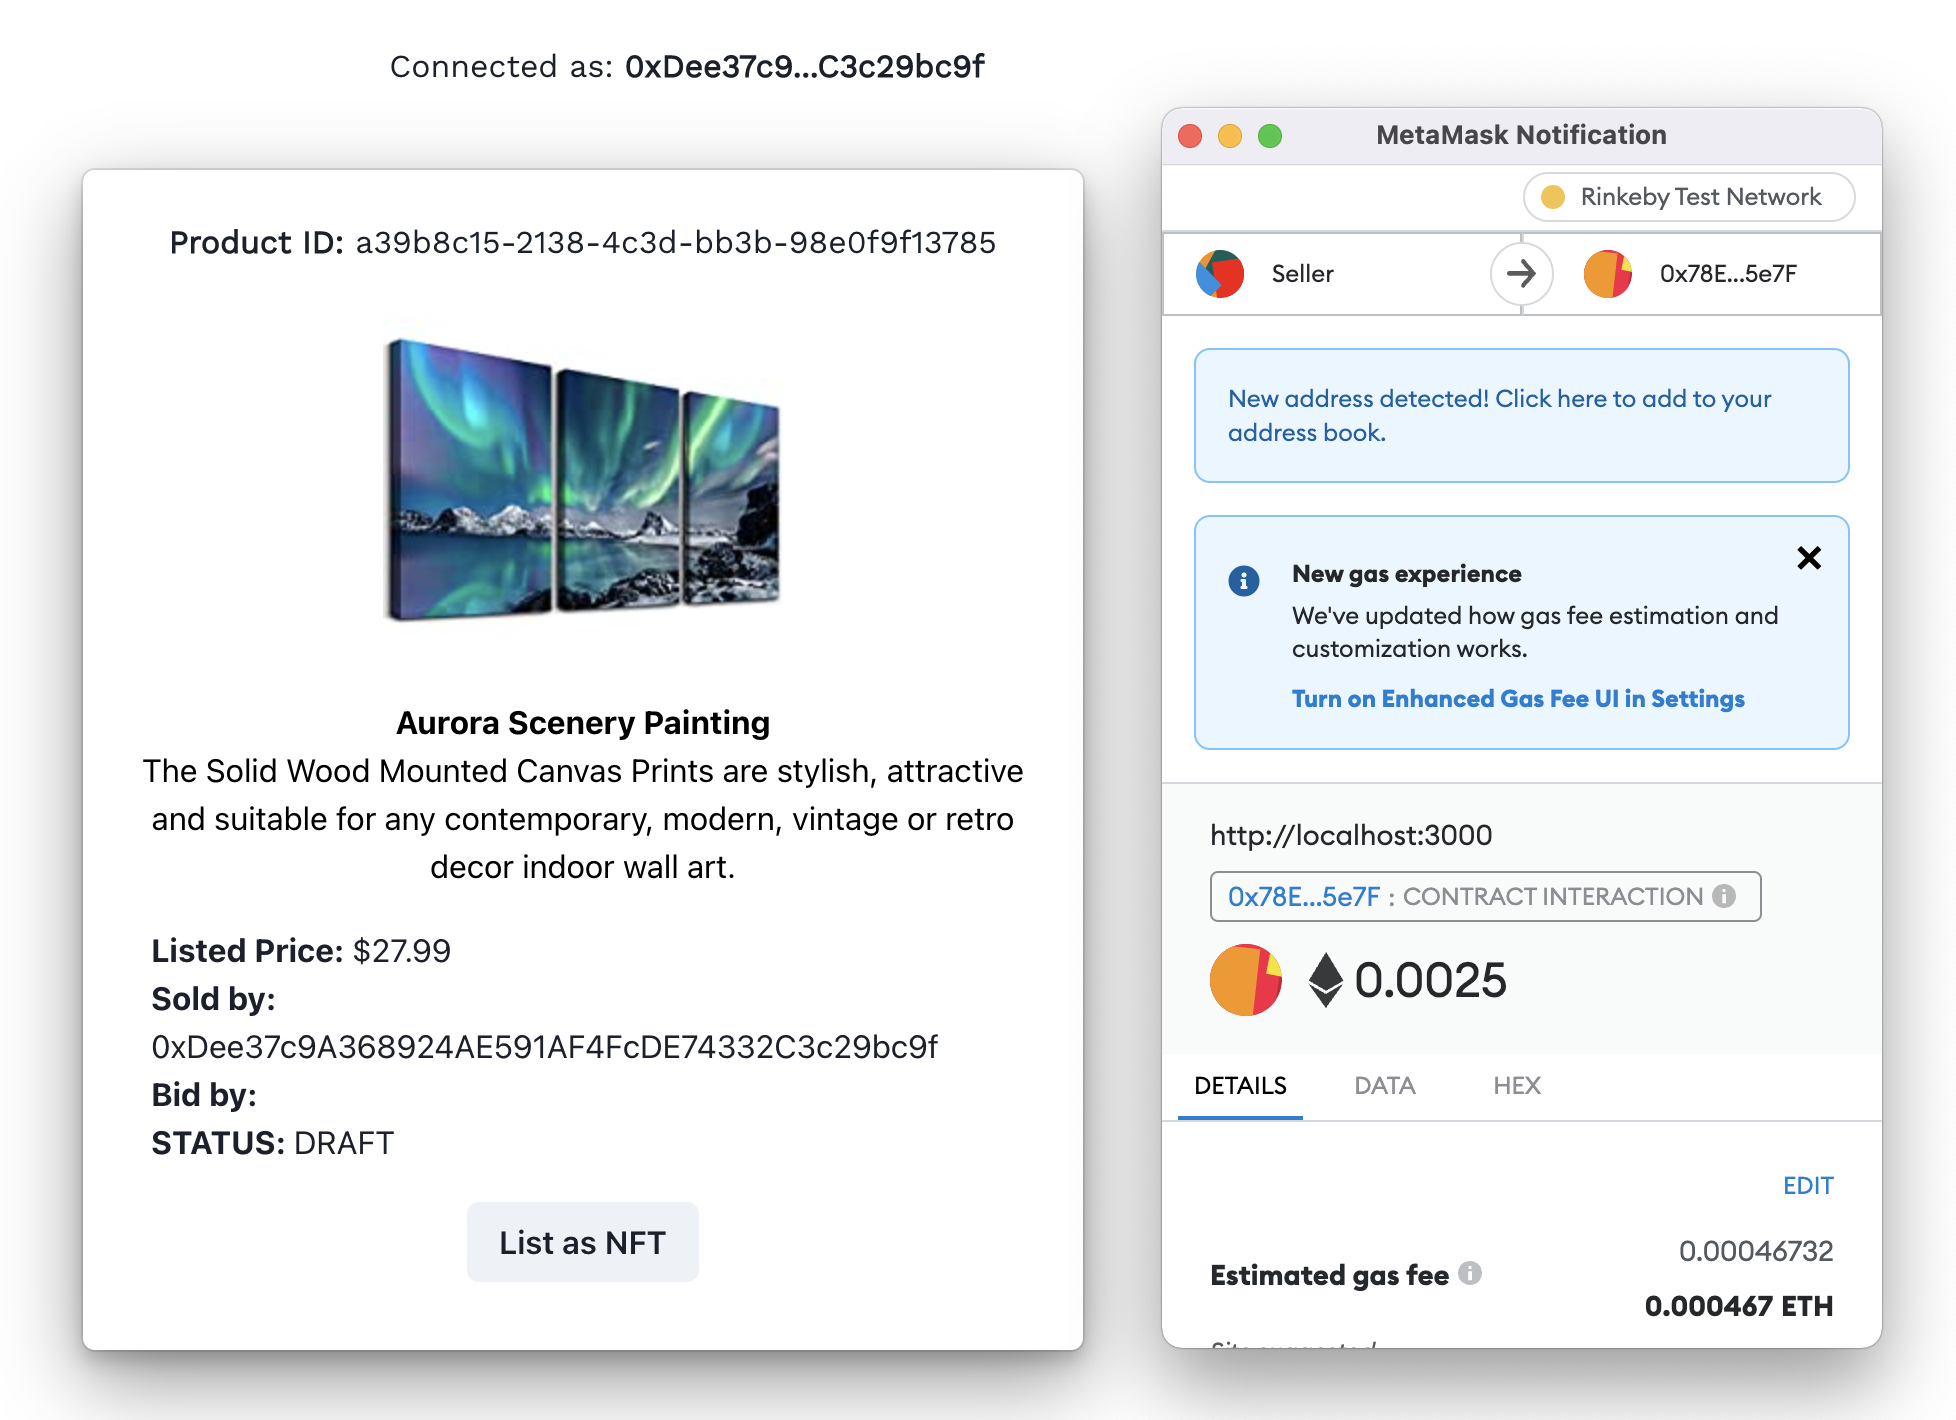 Connected as: 0xDee37c9...C3c29bc9f
Product ID: a39b8c15-2138-4c3d-bb3b-98e0f9f13785
Aurora Scenery Painting
The Solid Wood Mounted Canvas Prints are stylish, attractive
and suitable for any contemporary, modern, vintage or retro
decor indoor wall art.
Listed Price: $27.99
Sold by:
0xDee37c9A368924AE591AF4FcDE74332C3c29bc9f
Bid by:
STATUS: DRAFT
List as NFT
MetaMask Notification
Rinkeby Test Network
Seller
0x78E...5e7F
New address detected! Click here to add to your
address book.
New gas experience
We've updated how gas fee estimation and
customization works.
Turn on Enhanced Gas Fee UI in Settings
http://localhost:3000
0x78E...5e7F : CONTRACT INTERACTION
0.0025
DETAILS DATA HEX
EDIT
0.00046732
Estimated gas fee
0.000467 ETH